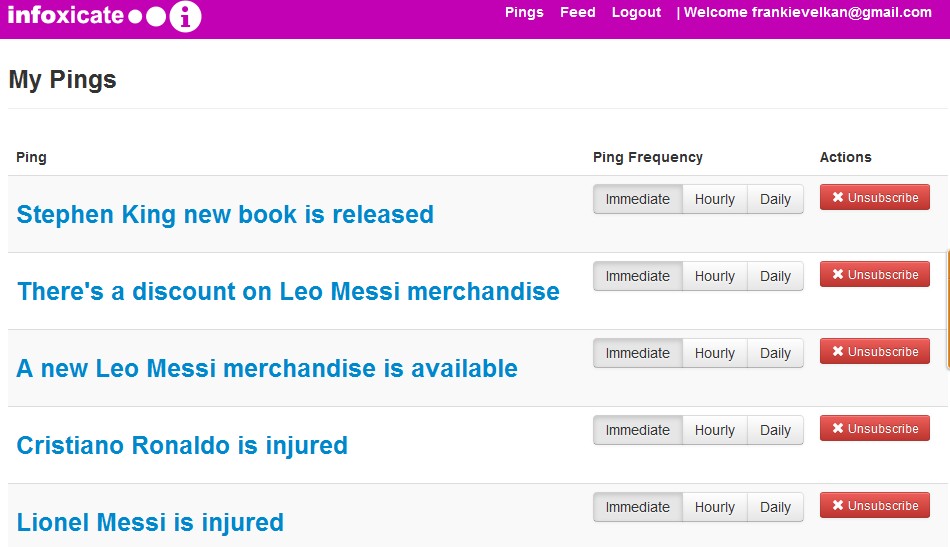 infoxicate i Pings Feed Logout | Welcome frankievelkan@gmail.com
My Pings
Ping Ping Frequency Actions
Stephen King new book is released Immediate Hourly Daily ✖ Unsubscribe
There's a discount on Leo Messi merchandise Immediate Hourly Daily ✖ Unsubscribe
A new Leo Messi merchandise is available Immediate Hourly Daily ✖ Unsubscribe
Cristiano Ronaldo is injured Immediate Hourly Daily ✖ Unsubscribe
Lionel Messi is injured Immediate Hourly Daily ✖ Unsubscribe